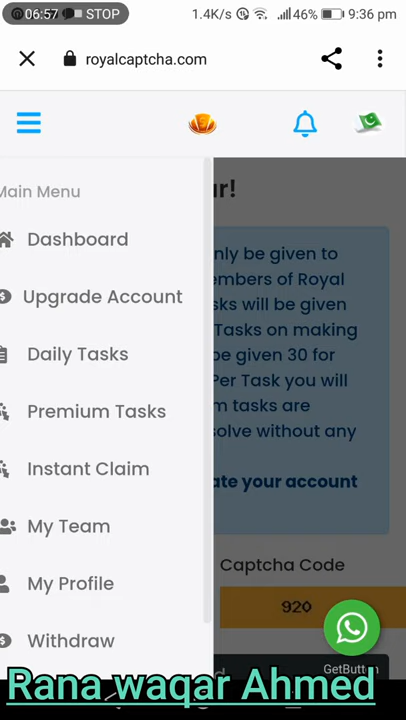 06:57 STOP 1.4K/s 46% 9:36 pm
royalcaptcha.com
Main Menu
Dashboard
Upgrade Account
Daily Tasks
Premium Tasks
Instant Claim
My Team
My Profile
Withdraw
ur!
nly be given to
embers of Royal
sks will be given
Tasks on making
be given 30 for
Per Task you will
m tasks are
solve without any
ate your account
Captcha Code
920
GetButton
Rana waqar Ahmed